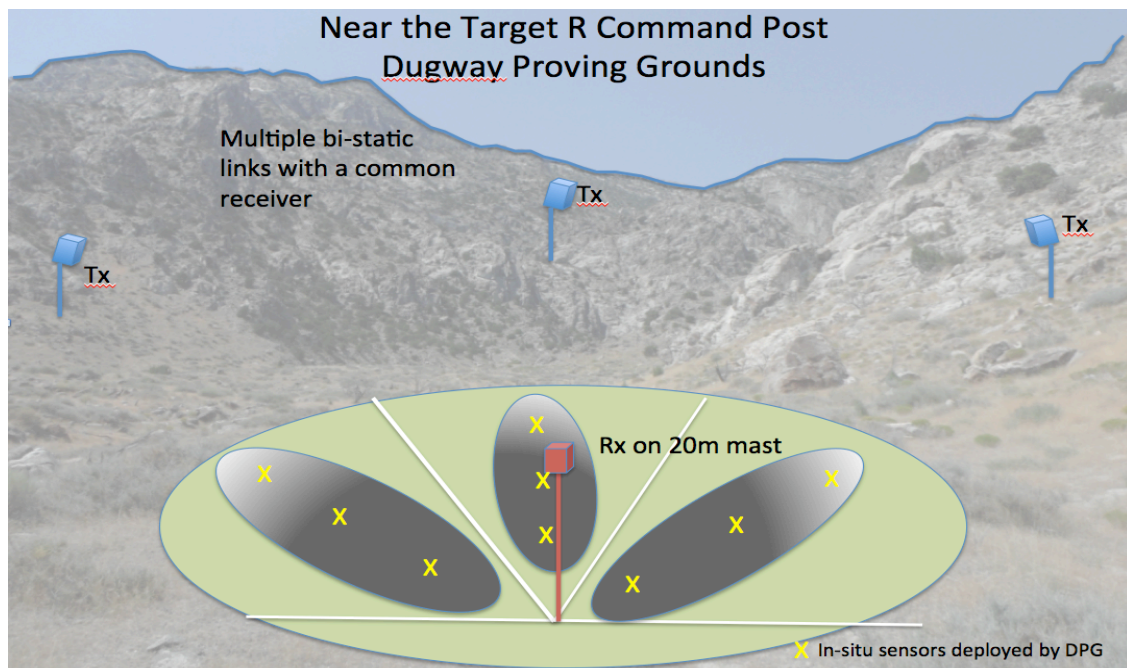 Near the Target R Command Post
Dugway Proving Grounds
Multiple bi-static
links with a common
receiver
Tx
Tx
Tx
Rx on 20m mast
X
X
X
X
X
X
X
X
X
X In-situ sensors deployed by DPG